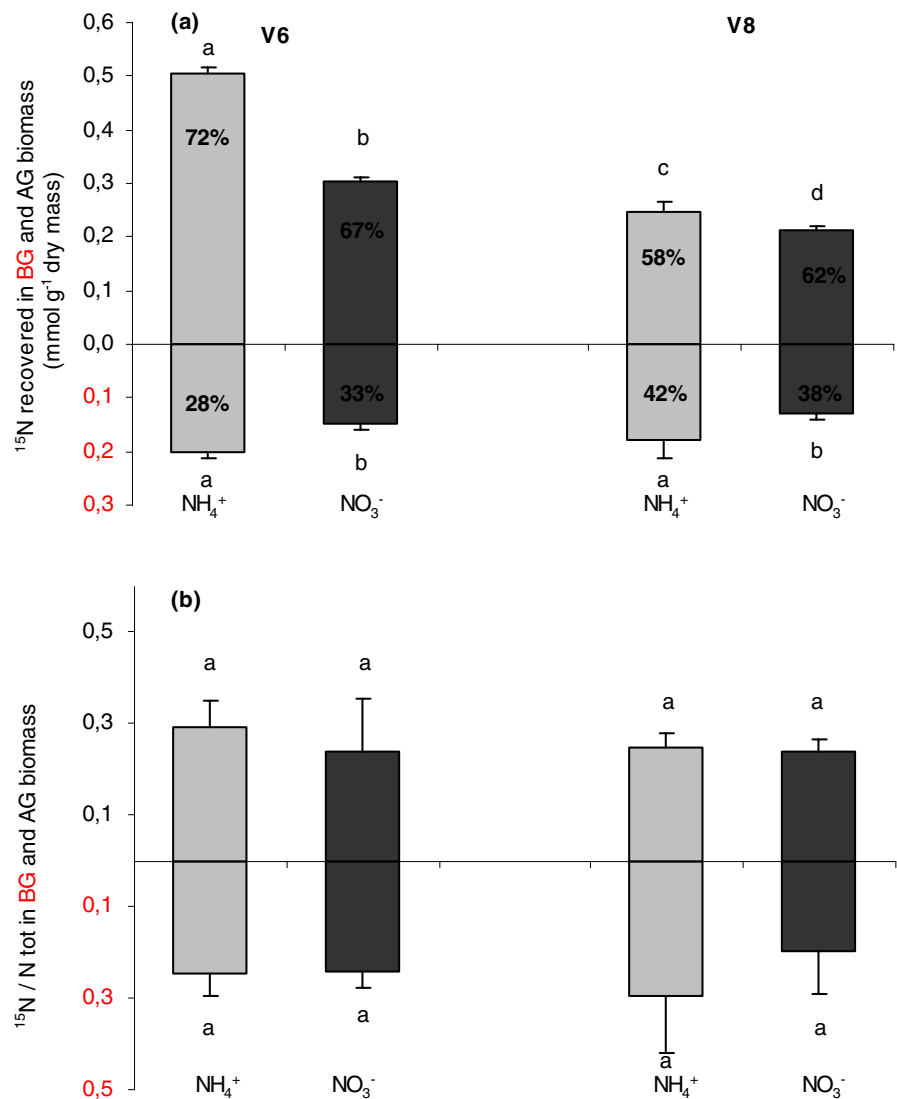 (a)
V6
V8
0,6
0,5
0,4
0,3
0,2
0,1
0,0
0,1
0,2
0,3
¹⁵N recovered in BG and AG biomass
(mmol g⁻¹ dry mass)
a
b
c
d
72%
67%
58%
62%
28%
33%
42%
38%
a
b
a
b
NH₄⁺
NO₃⁻
NH₄⁺
NO₃⁻
(b)
0,5
0,3
0,1
0,1
0,3
0,5
¹⁵N / N tot in BG and AG biomass
a
a
a
a
a
a
a
a
NH₄⁺
NO₃⁻
NH₄⁺
NO₃⁻